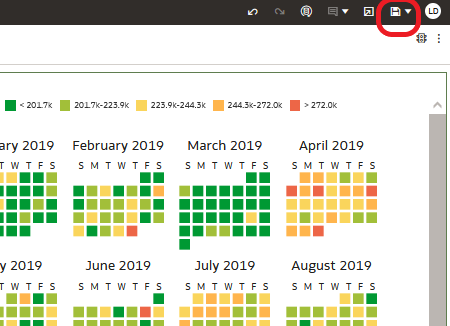 LD
< 201.7k 201.7k-223.9k 223.9k-244.3k 244.3k-272.0k > 272.0k
ary 2019 February 2019 March 2019 April 2019
T W T F S S M T W T F S S M T W T F S S M T W T F S
y 2019 June 2019 July 2019 August 2019